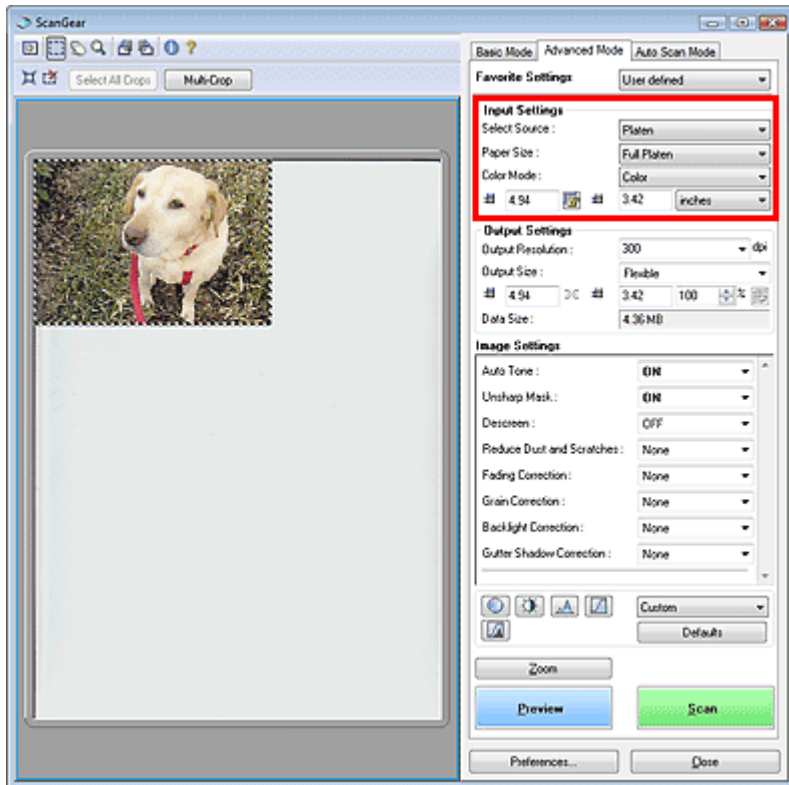 ScanGear
Select All Crops Multi-Crop
Basic Mode Advanced Mode Auto Scan Mode
Favorite Settings User defined
Input Settings
Select Source : Platen
Paper Size : Full Platen
Color Mode : Color
4.94 3.42 inches
Output Settings
Output Resolution : 300 dpi
Output Size : Flexible
4.94 3.42 100 %
Data Size : 4.36 MB
Image Settings
Auto Tone : ON
Unsharp Mask : ON
Descreen : OFF
Reduce Dust and Scratches : None
Fading Correction : None
Grain Correction : None
Backlight Correction : None
Gutter Shadow Correction : None
Custom
Defaults
Zoom
Preview Scan
Preferences... Close